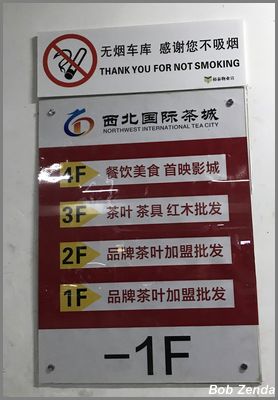 无烟车库 感谢您不吸烟
THANK YOU FOR NOT SMOKING
西北国际茶城
NORTHWEST INTERNATIONAL TEA CITY
4F 餐饮美食 首映影城
3F 茶叶 茶具 红木批发
2F 品牌茶叶加盟批发
1F 品牌茶叶加盟批发
-1F
Bob Zenda